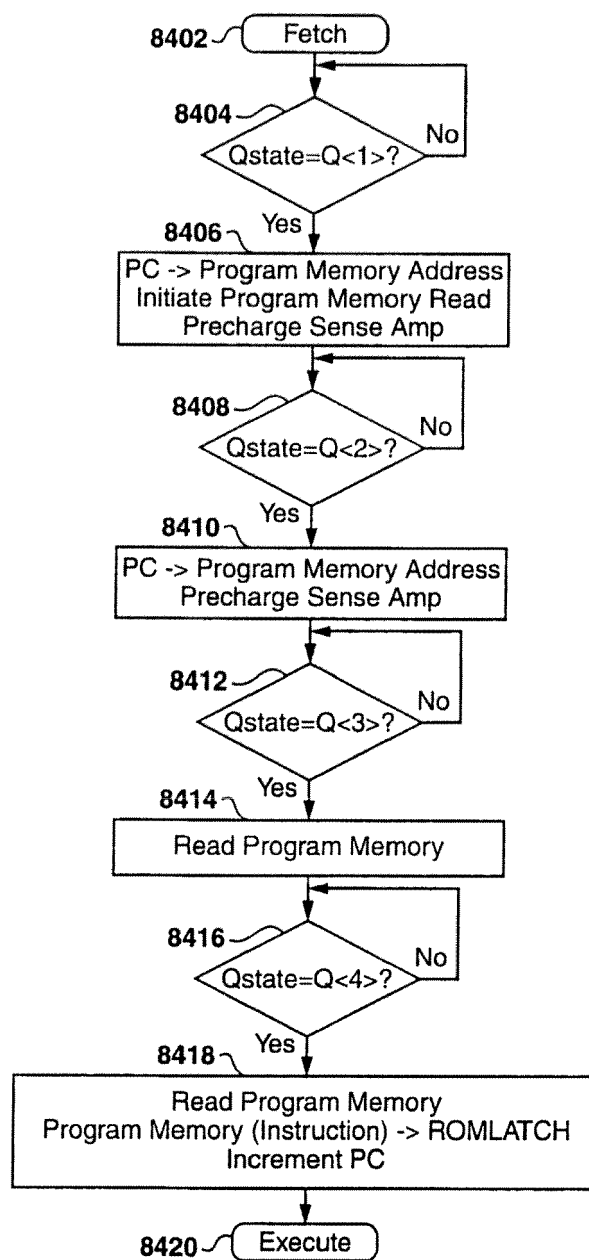 8402 Fetch
8404
Qstate=Q<1>?
No
Yes
8406
PC -> Program Memory Address
Initiate Program Memory Read
Precharge Sense Amp
8408
Qstate=Q<2>?
No
Yes
8410
PC -> Program Memory Address
Precharge Sense Amp
8412
Qstate=Q<3>?
No
Yes
8414
Read Program Memory
8416
Qstate=Q<4>?
No
Yes
8418
Read Program Memory
Program Memory (Instruction) -> ROMLATCH
Increment PC
8420 Execute